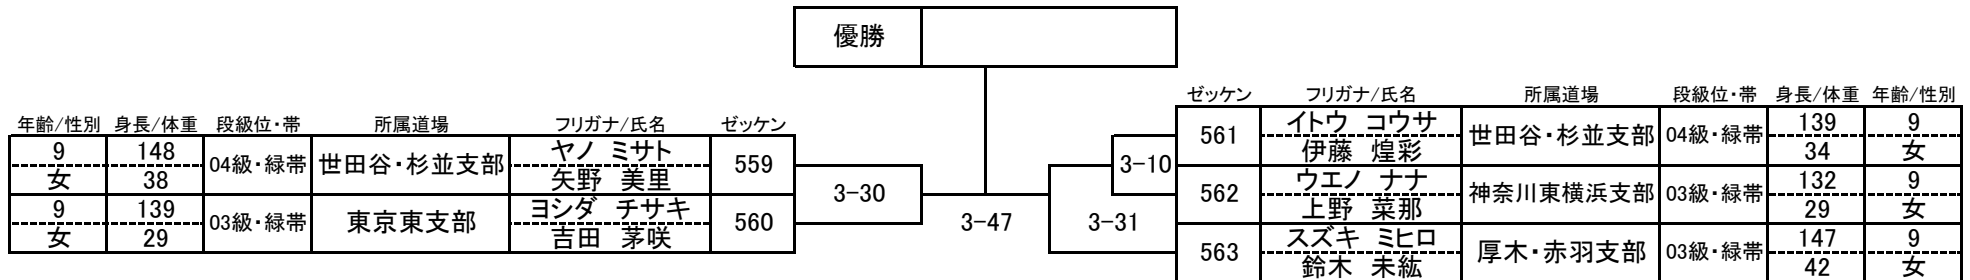 優勝
年齢/性別 身長/体重 段級位・帯 所属道場 フリガナ/氏名 ゼッケン
9 148 04級・緑帯 世田谷・杉並支部 ヤノ ミサト 559
女 38 矢野 美里
9 139 03級・緑帯 東京東支部 ヨシダ チサキ 560
女 29 吉田 茅咲
3-30
3-47
3-31
3-10
ゼッケン フリガナ/氏名 所属道場 段級位・帯 身長/体重 年齢/性別
561 イトウ コウサ 世田谷・杉並支部 04級・緑帯 139 9
伊藤 煌彩 34 女
562 ウエノ ナナ 神奈川東横浜支部 03級・緑帯 132 9
上野 菜那 29 女
563 スズキ ミヒロ 厚木・赤羽支部 03級・緑帯 147 9
鈴木 未紘 42 女